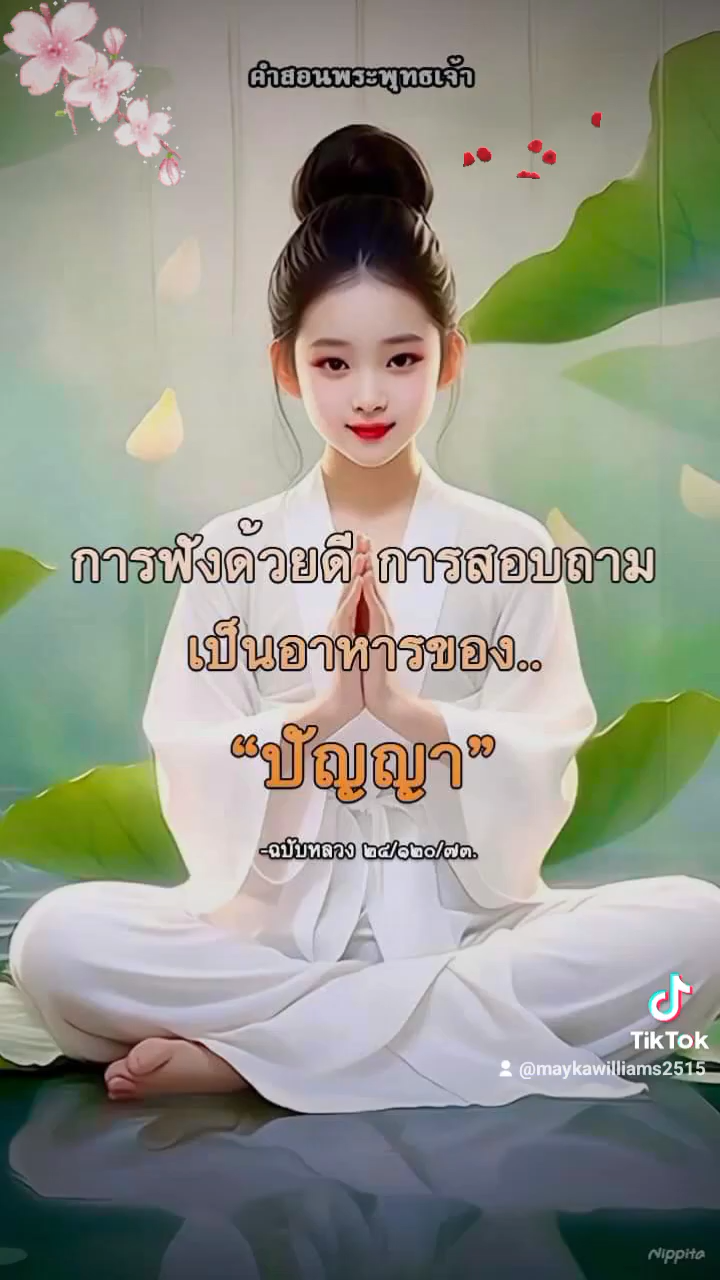 คำสอนพระพุทธเจ้า
การฟังด้วยดี การสอบถาม
เป็นอาหารของ..
“ปัญญา”
-ฉบับหลวง ๒๔/๑๒๐/๗๓.
TikTok
@maykawilliams2515
Nippita